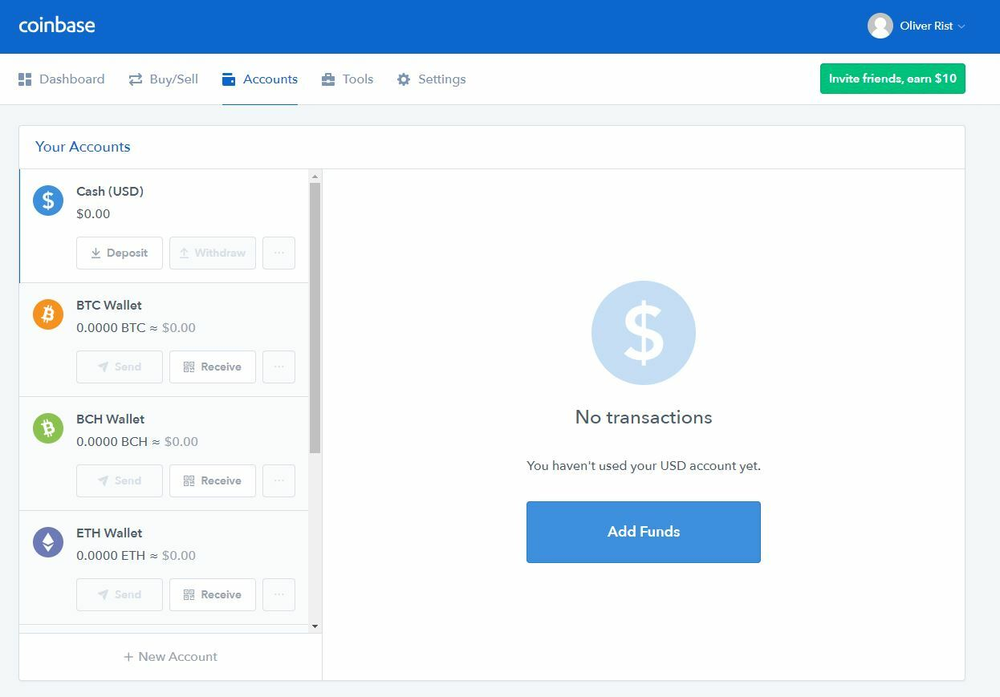 coinbase
Oliver Rist
Dashboard Buy/Sell Accounts Tools Settings
Invite friends, earn $10
Your Accounts
Cash (USD)
$0.00
Deposit Withdraw ...
BTC Wallet
0.0000 BTC ≈ $0.00
Send Receive ...
BCH Wallet
0.0000 BCH ≈ $0.00
Send Receive ...
ETH Wallet
0.0000 ETH ≈ $0.00
Send Receive ...
+ New Account
$
No transactions
You haven't used your USD account yet.
Add Funds